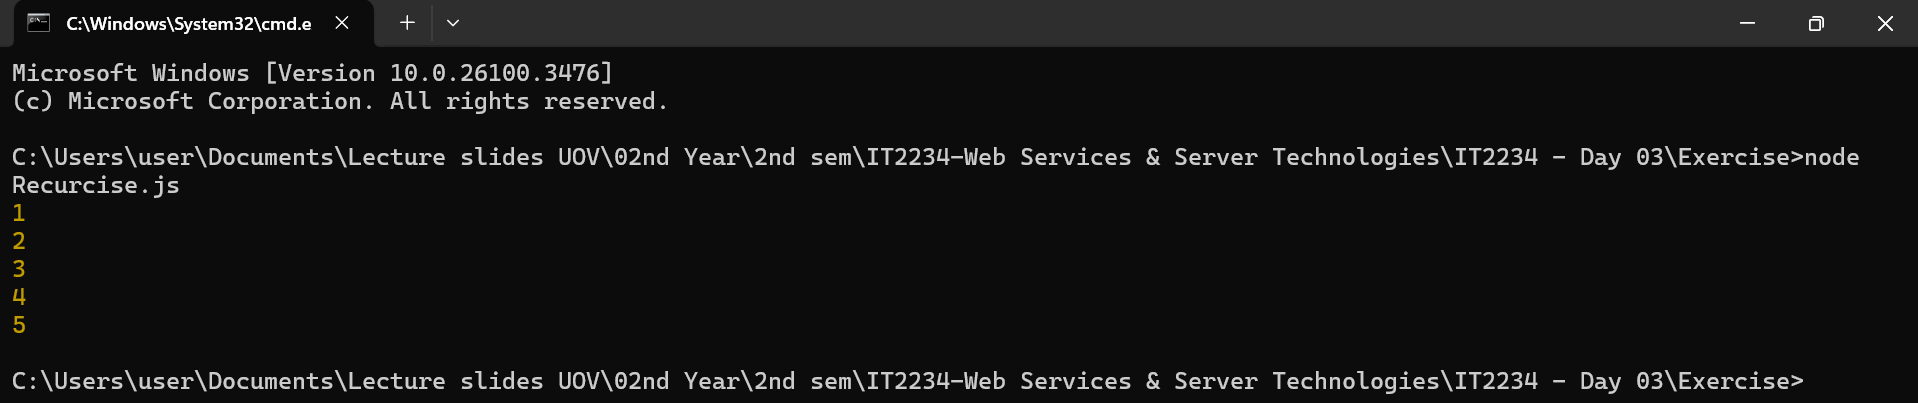 C:\Windows\System32\cmd.e
Microsoft Windows [Version 10.0.26100.3476]
(c) Microsoft Corporation. All rights reserved.
C:\Users\user\Documents\Lecture slides UOV\02nd Year\2nd sem\IT2234-Web Services & Server Technologies\IT2234 - Day 03\Exercise>node
Recurcise.js
1
2
3
4
5
C:\Users\user\Documents\Lecture slides UOV\02nd Year\2nd sem\IT2234-Web Services & Server Technologies\IT2234 - Day 03\Exercise>